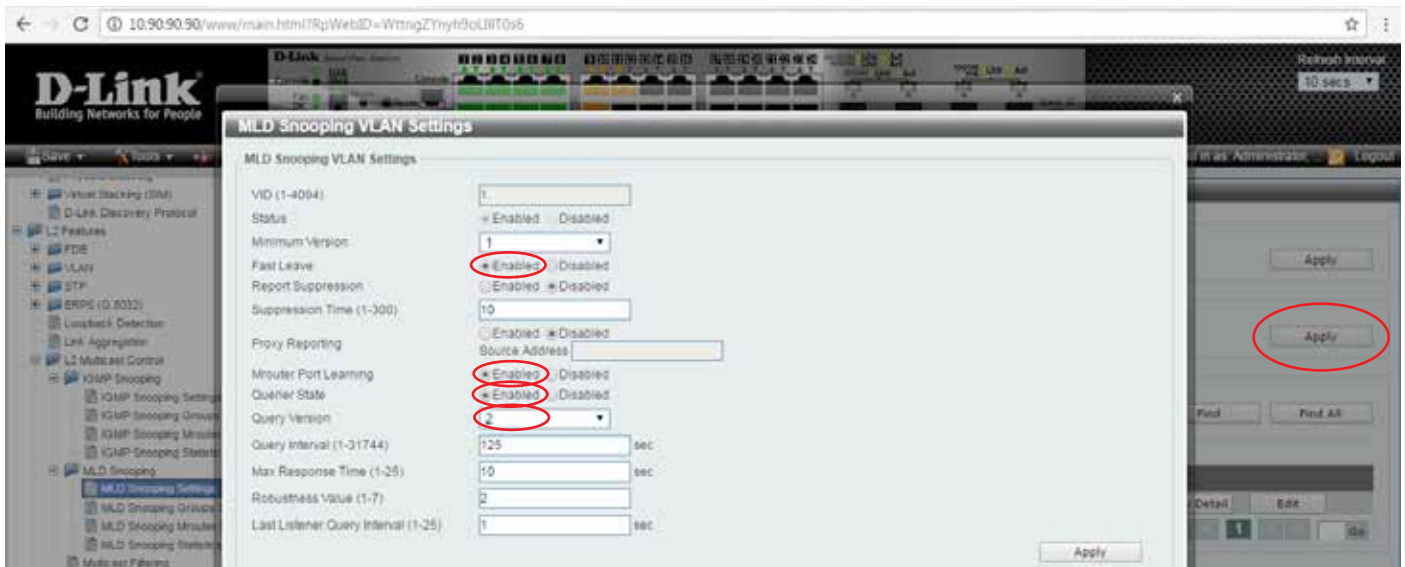 10.90.90.90/www/main.html?RpWebID=
D-Link
Building Networks for People
D-Link
Console
Refresh Interval
10 secs
Save
Tools
Administrator
Logout
MLD Snooping VLAN Settings
x
MLD Snooping VLAN Settings
VID (1-4094) 1
Status Enabled Disabled
Minimum Version 1
Fast Leave Enabled Disabled
Report Suppression Enabled Disabled
Suppression Time (1-300) 10
Proxy Reporting Enabled Disabled
Source Address
Mrouter Port Learning Enabled Disabled
Querier State Enabled Disabled
Query Version 2
Query Interval (1-31744) 125 sec
Max Response Time (1-25) 10 sec
Robustness Value (1-7) 2
Last Listener Query Interval (1-25) 1 sec
Apply
Virtual Stacking (SIM)
D-Link Discovery Protocol
L2 Features
FDB
VLAN
STP
ERPS (G.8032)
Loopback Detection
Link Aggregation
L2 Multicast Control
IGMP Snooping
IGMP Snooping Settings
IGMP Snooping Groups
IGMP Snooping Mrouter
IGMP Snooping Statistic
MLD Snooping
MLD Snooping Settings
MLD Snooping Groups
MLD Snooping Mrouter
MLD Snooping Statistics
Multicast Filtering
Apply
Apply
Find Find All
Detail Edit
1 Go